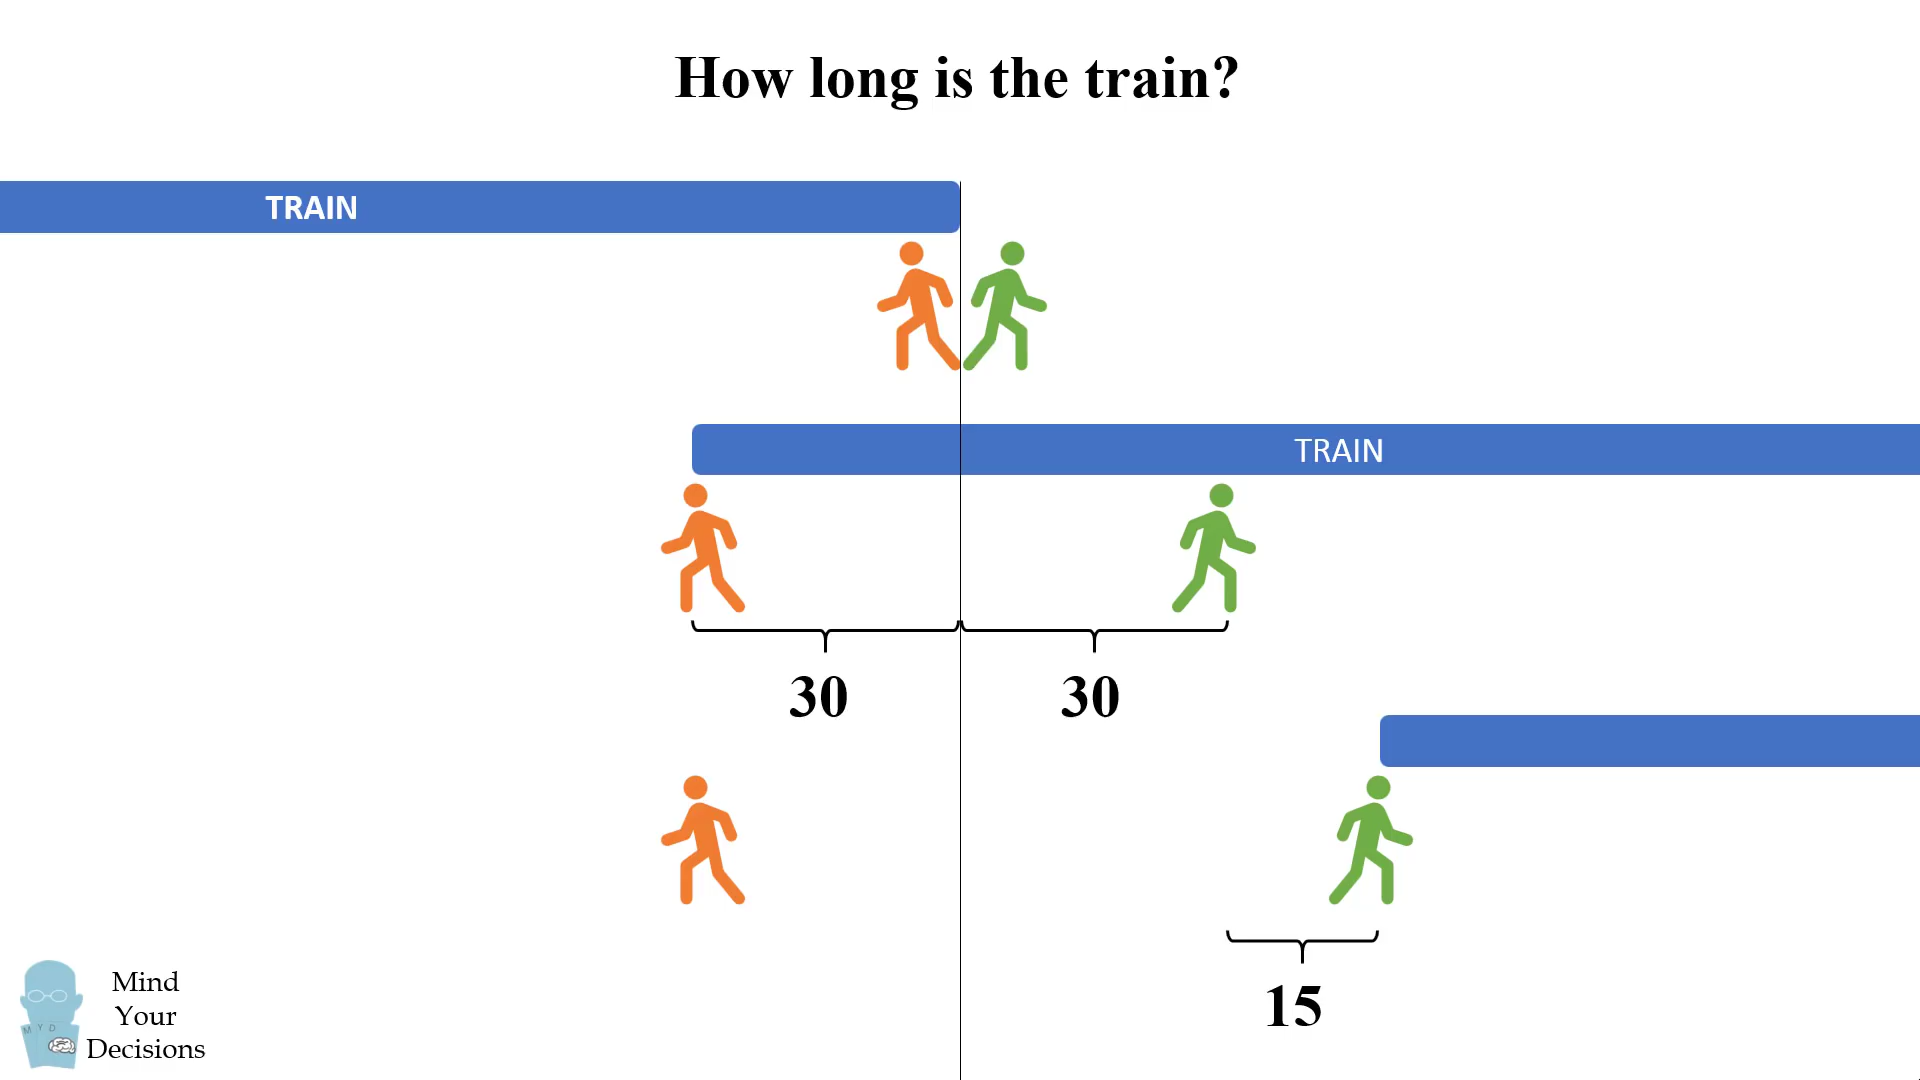 How long is the train?
TRAIN
TRAIN
30
30
15
M Y D
Mind
Your
Decisions